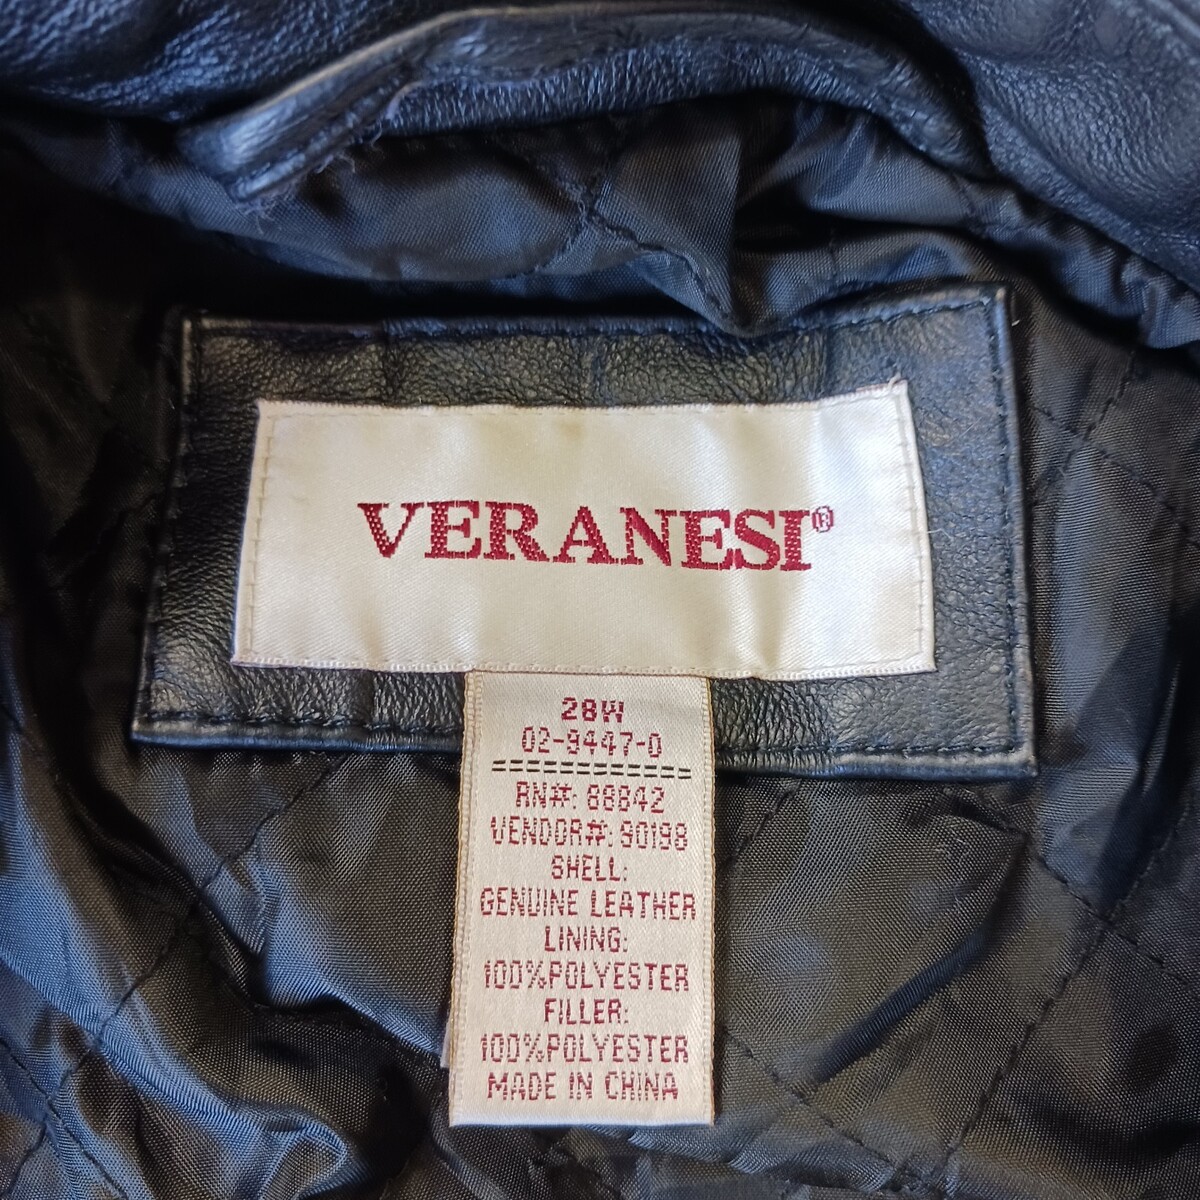 VERANESI®
28W
02-9447-0
RN#: 88842
VENDOR#: 90198
SHELL:
GENUINE LEATHER
LINING:
100%POLYESTER
FILLER:
100%POLYESTER
MADE IN CHINA